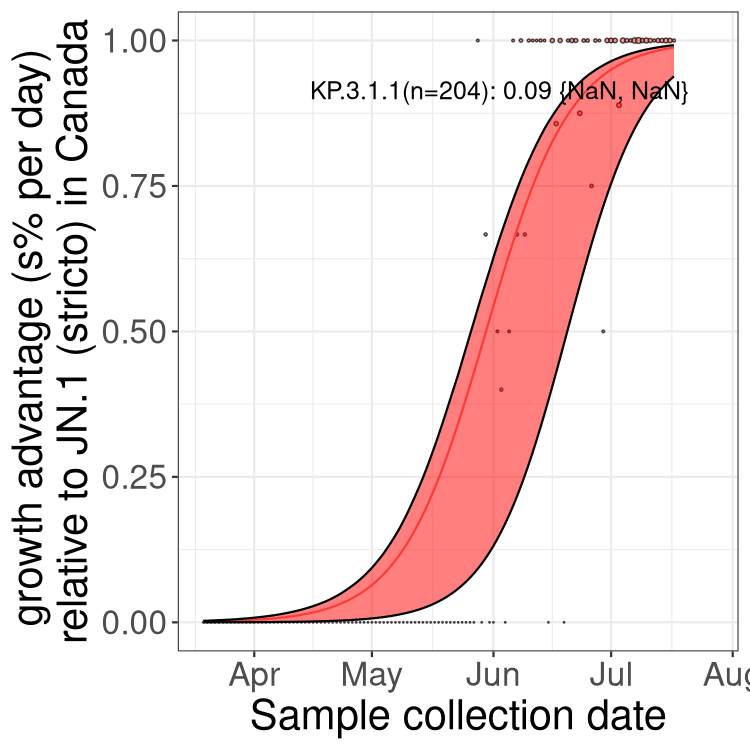 growth advantage (s% per day)
relative to JN.1 (stricto) in Canada
1.00
KP.3.1.1(n=204): 0.09 {NaN, NaN}
0.75
0.50
0.25
0.00
Apr May Jun Jul Aug
Sample collection date